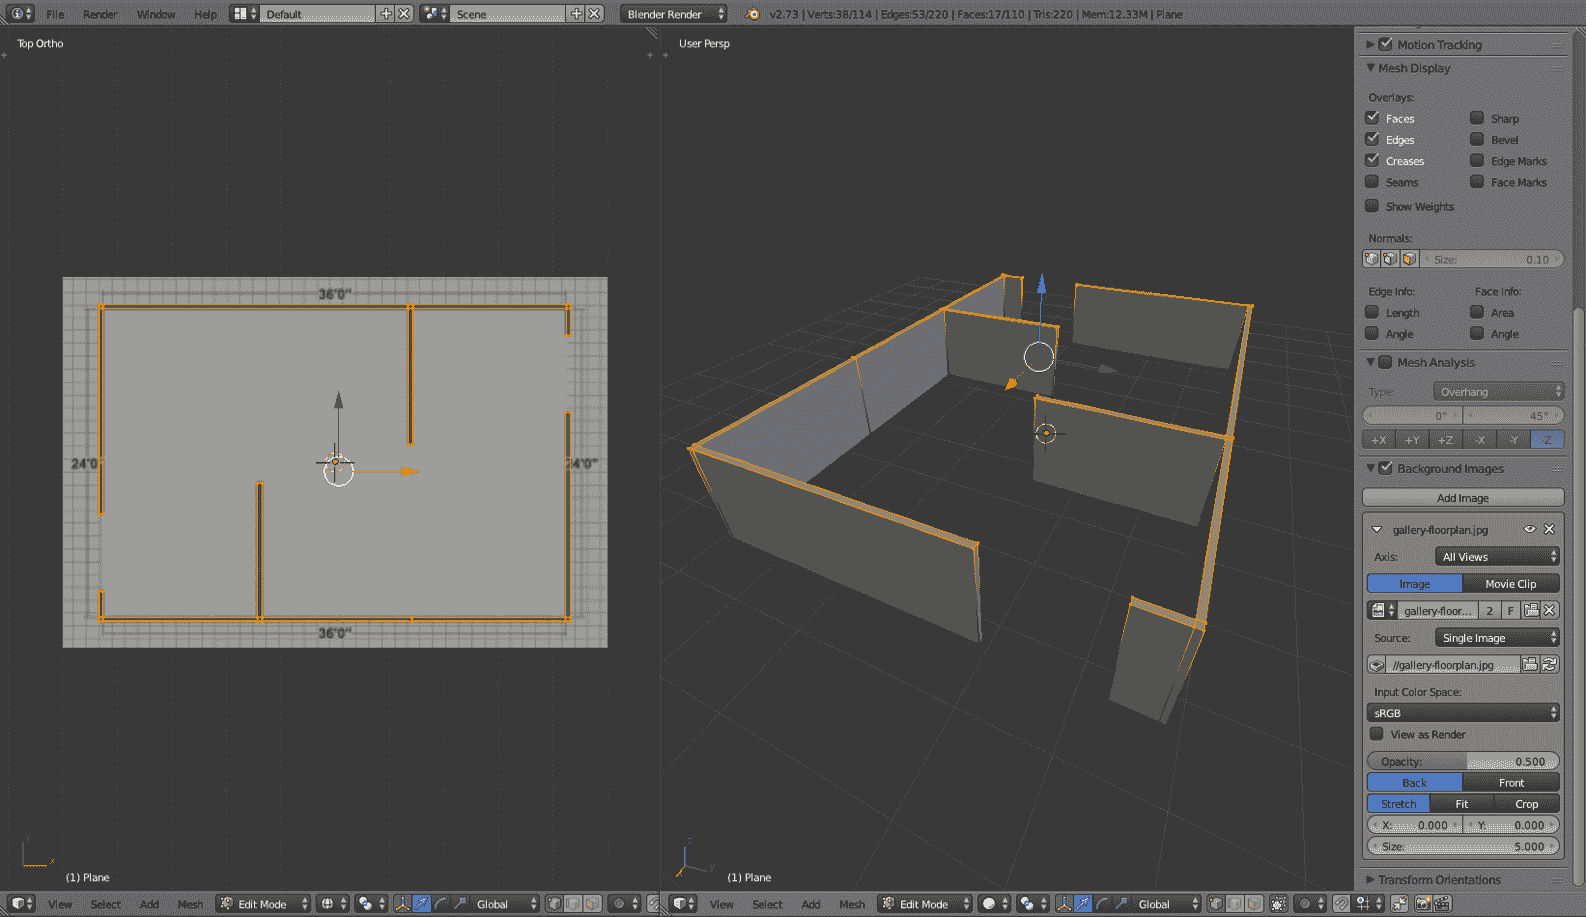 File Render Window Help Default Scene Blender Render v2.73 | Verts:38/114 | Edges:53/220 | Faces:17/110 | Tris:220 | Mem:12.33M | Plane
Top Ortho
36'0"
24'0"
24'0"
36'0"
(1) Plane
View Select Add Mesh Edit Mode Global
User Persp
(1) Plane
View Select Add Mesh Edit Mode Global
Motion Tracking
Mesh Display
Overlays:
Faces Sharp
Edges Bevel
Creases Edge Marks
Seams Face Marks
Show Weights
Normals:
Size: 0.10
Edge Info: Face Info:
Length Area
Angle Angle
Mesh Analysis
Type: Overhang
0° 45°
+X +Y +Z -X -Y -Z
Background Images
Add Image
gallery-floorplan.jpg
Axis: All Views
Image Movie Clip
gallery-floor... 2 F
Source: Single Image
//gallery-floorplan.jpg
Input Color Space:
sRGB
View as Render
Opacity: 0.500
Back Front
Stretch Fit Crop
X: 0.000 Y: 0.000
Size: 5.000
Transform Orientations